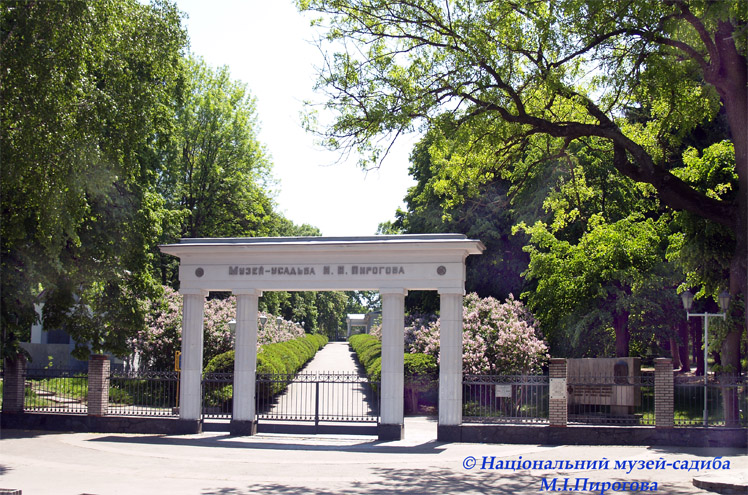 Музей-усадьба Н. И. Пирогова
© Національний музей-садиба
М.І.Пирогова